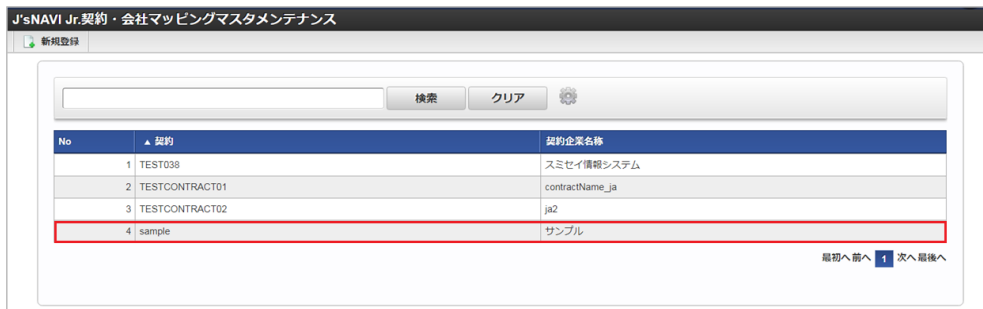 J'sNAVI Jr.契約・会社マッピングマスタメンテナンス
新規登録
検索 クリア
No ▲ 契約 契約企業名称
1 TEST038 スミセイ情報システム
2 TESTCONTRACT01 contractName_ja
3 TESTCONTRACT02 ja2
4 sample サンプル
最初へ 前へ 1 次へ 最後へ